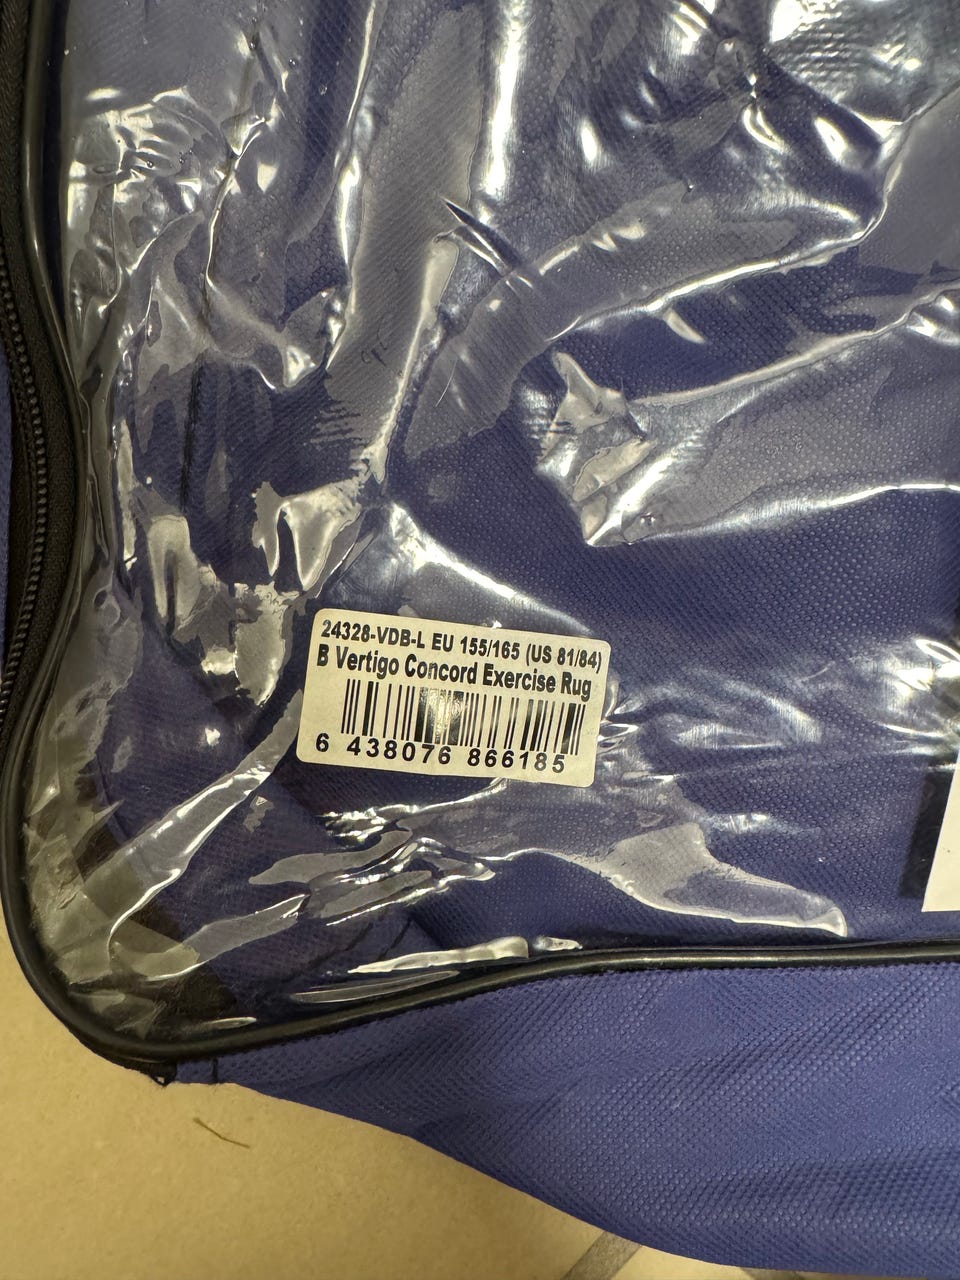 24328-VDB-L EU 155/165 (US 81/84)
B Vertigo Concord Exercise Rug
6 438076 866185